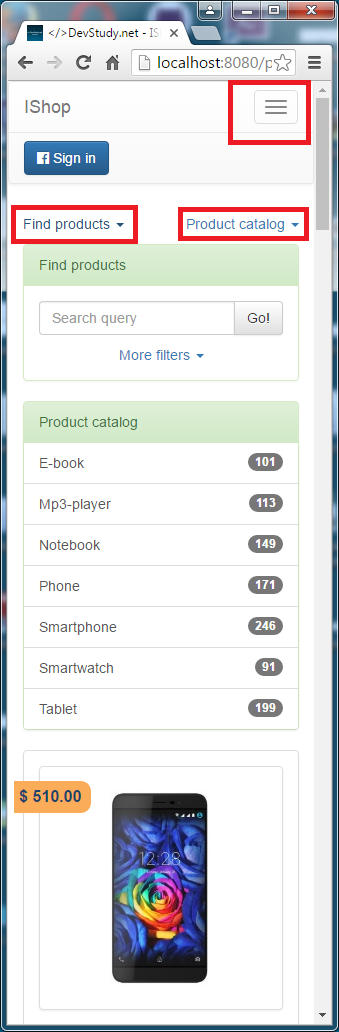 </>DevStudy.net - IS
localhost:8080/p
IShop
Sign in
Find products
Product catalog
Find products
Search query
Go!
More filters
Product catalog
E-book 101
Mp3-player 113
Notebook 149
Phone 171
Smartphone 246
Smartwatch 91
Tablet 199
$ 510.00
12:28